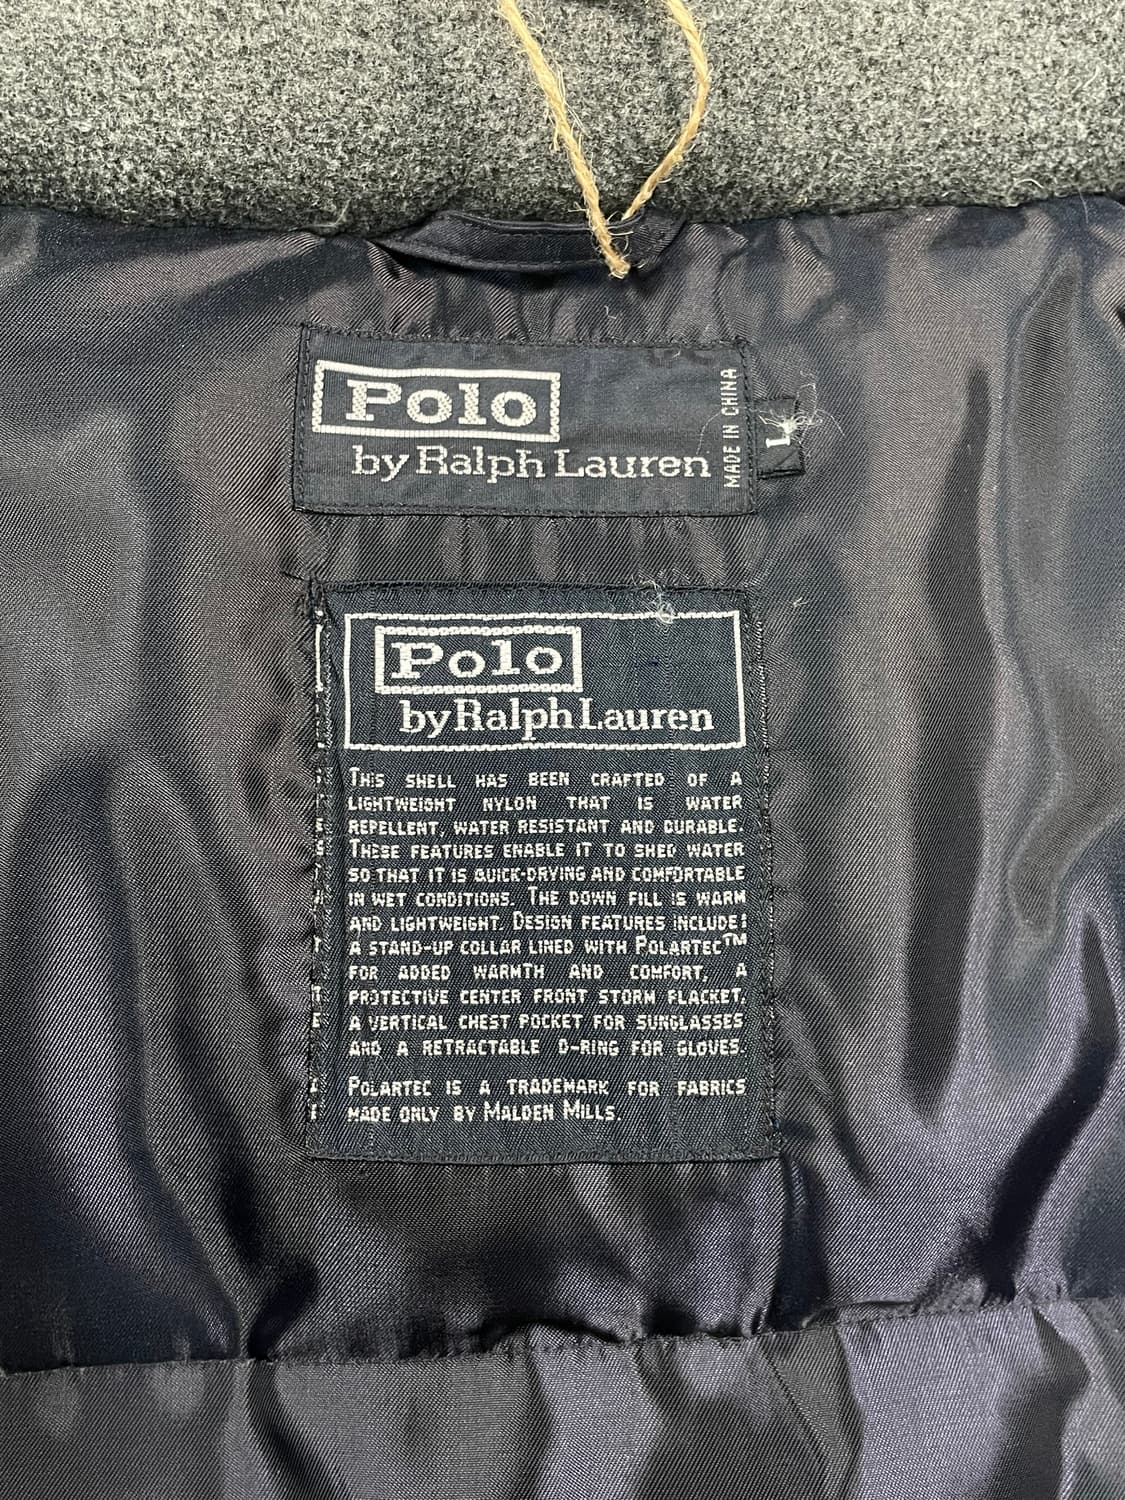 Polo
by Ralph Lauren
MADE IN CHINA
L
Polo
by Ralph Lauren
THIS SHELL HAS BEEN CRAFTED OF A
LIGHTWEIGHT NYLON THAT IS WATER
REPELLENT, WATER RESISTANT AND DURABLE.
THESE FEATURES ENABLE IT TO SHED WATER
SO THAT IT IS QUICK-DRYING AND COMFORTABLE
IN WET CONDITIONS. THE DOWN FILL IS WARM
AND LIGHTWEIGHT. DESIGN FEATURES INCLUDE:
A STAND-UP COLLAR LINED WITH POLARTEC™
FOR ADDED WARMTH AND COMFORT, A
PROTECTIVE CENTER FRONT STORM PLACKET,
A VERTICAL CHEST POCKET FOR SUNGLASSES
AND A RETRACTABLE D-RING FOR GLOVES.
POLARTEC IS A TRADEMARK FOR FABRICS
MADE ONLY BY MALDEN MILLS.